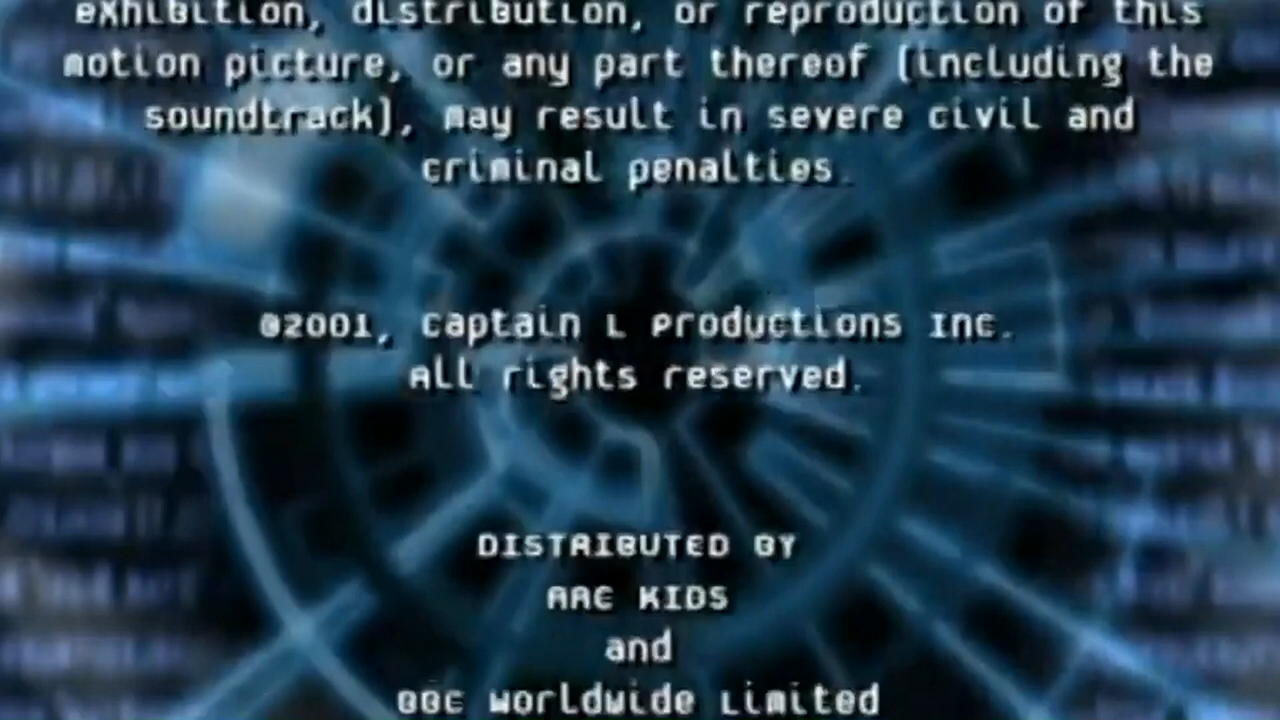 exhibition, distribution, or reproduction of this
motion picture, or any part thereof (including the
soundtrack), may result in severe civil and
criminal penalties.
©2001, Captain L Productions Inc.
All rights reserved.
DISTRIBUTED BY
AAC KIDS
and
BBC Worldwide Limited